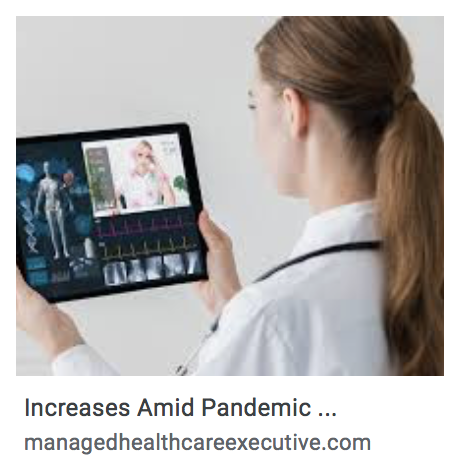 Increases Amid Pandemic ...
managedhealthcareexecutive.com